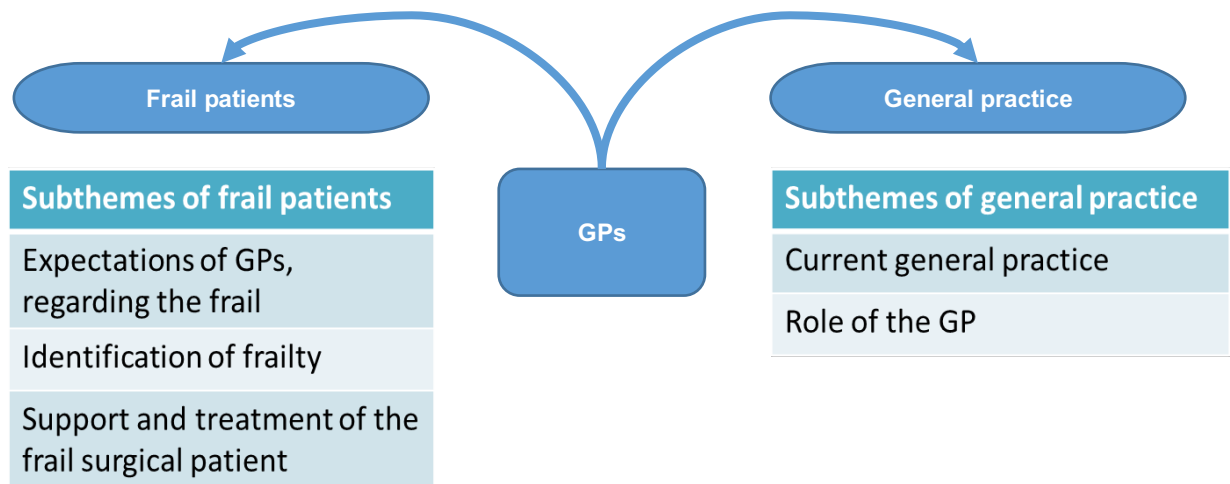 Frail patients
General practice
GPs
Subthemes of frail patients
Expectations of GPs,
regarding the frail
Identification of frailty
Support and treatment of the
frail surgical patient
Subthemes of general practice
Current general practice
Role of the GP